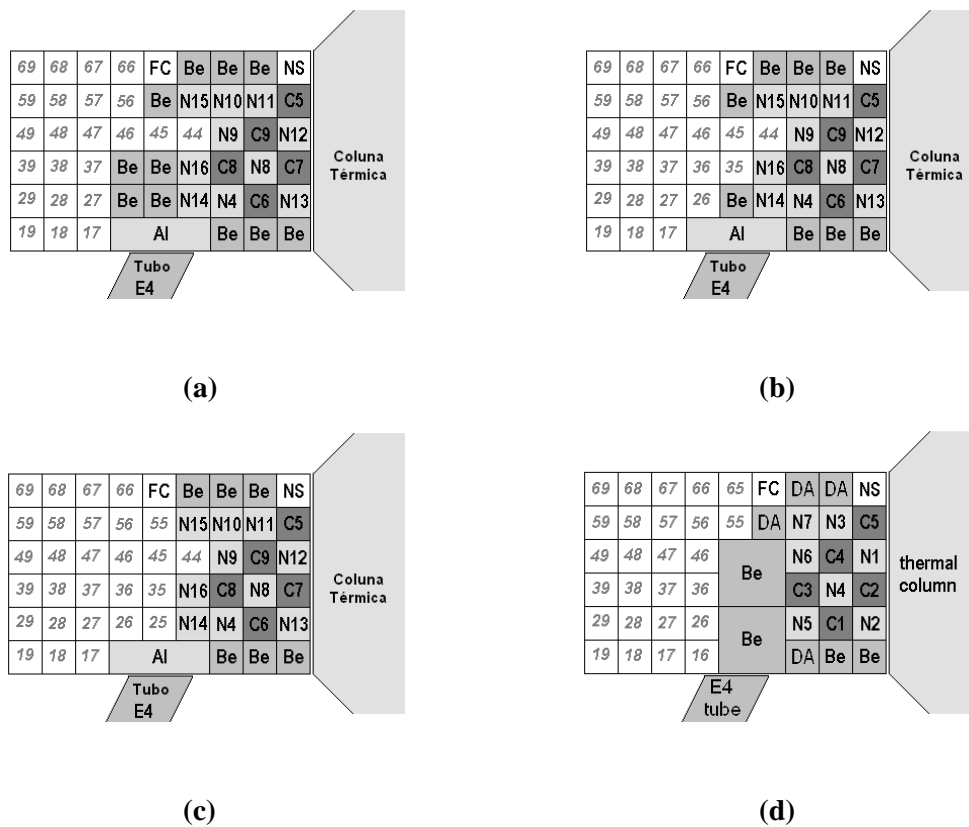 69 68 67 66 FC Be Be Be NS
59 58 57 56 Be N15 N10 N11 C5
49 48 47 46 45 44 N9 C9 N12
39 38 37 Be Be N16 C8 N8 C7
29 28 27 Be Be N14 N4 C6 N13
19 18 17 Al Be Be Be
Coluna
Térmica
Tubo
E4
(a)
69 68 67 66 FC Be Be Be NS
59 58 57 56 Be N15 N10 N11 C5
49 48 47 46 45 44 N9 C9 N12
39 38 37 36 35 N16 C8 N8 C7
29 28 27 26 Be N14 N4 C6 N13
19 18 17 Al Be Be Be
Coluna
Térmica
Tubo
E4
(b)
69 68 67 66 FC Be Be Be NS
59 58 57 56 55 N15 N10 N11 C5
49 48 47 46 45 44 N9 C9 N12
39 38 37 36 35 N16 C8 N8 C7
29 28 27 26 25 N14 N4 C6 N13
19 18 17 Al Be Be Be
Coluna
Térmica
Tubo
E4
(c)
69 68 67 66 65 FC DA DA NS
59 58 57 56 55 DA N7 N3 C5
49 48 47 46 Be N6 C4 N1
39 38 37 36 C3 N4 C2
29 28 27 26 Be N5 C1 N2
19 18 17 16 DA Be Be
thermal
column
E4
tube
(d)